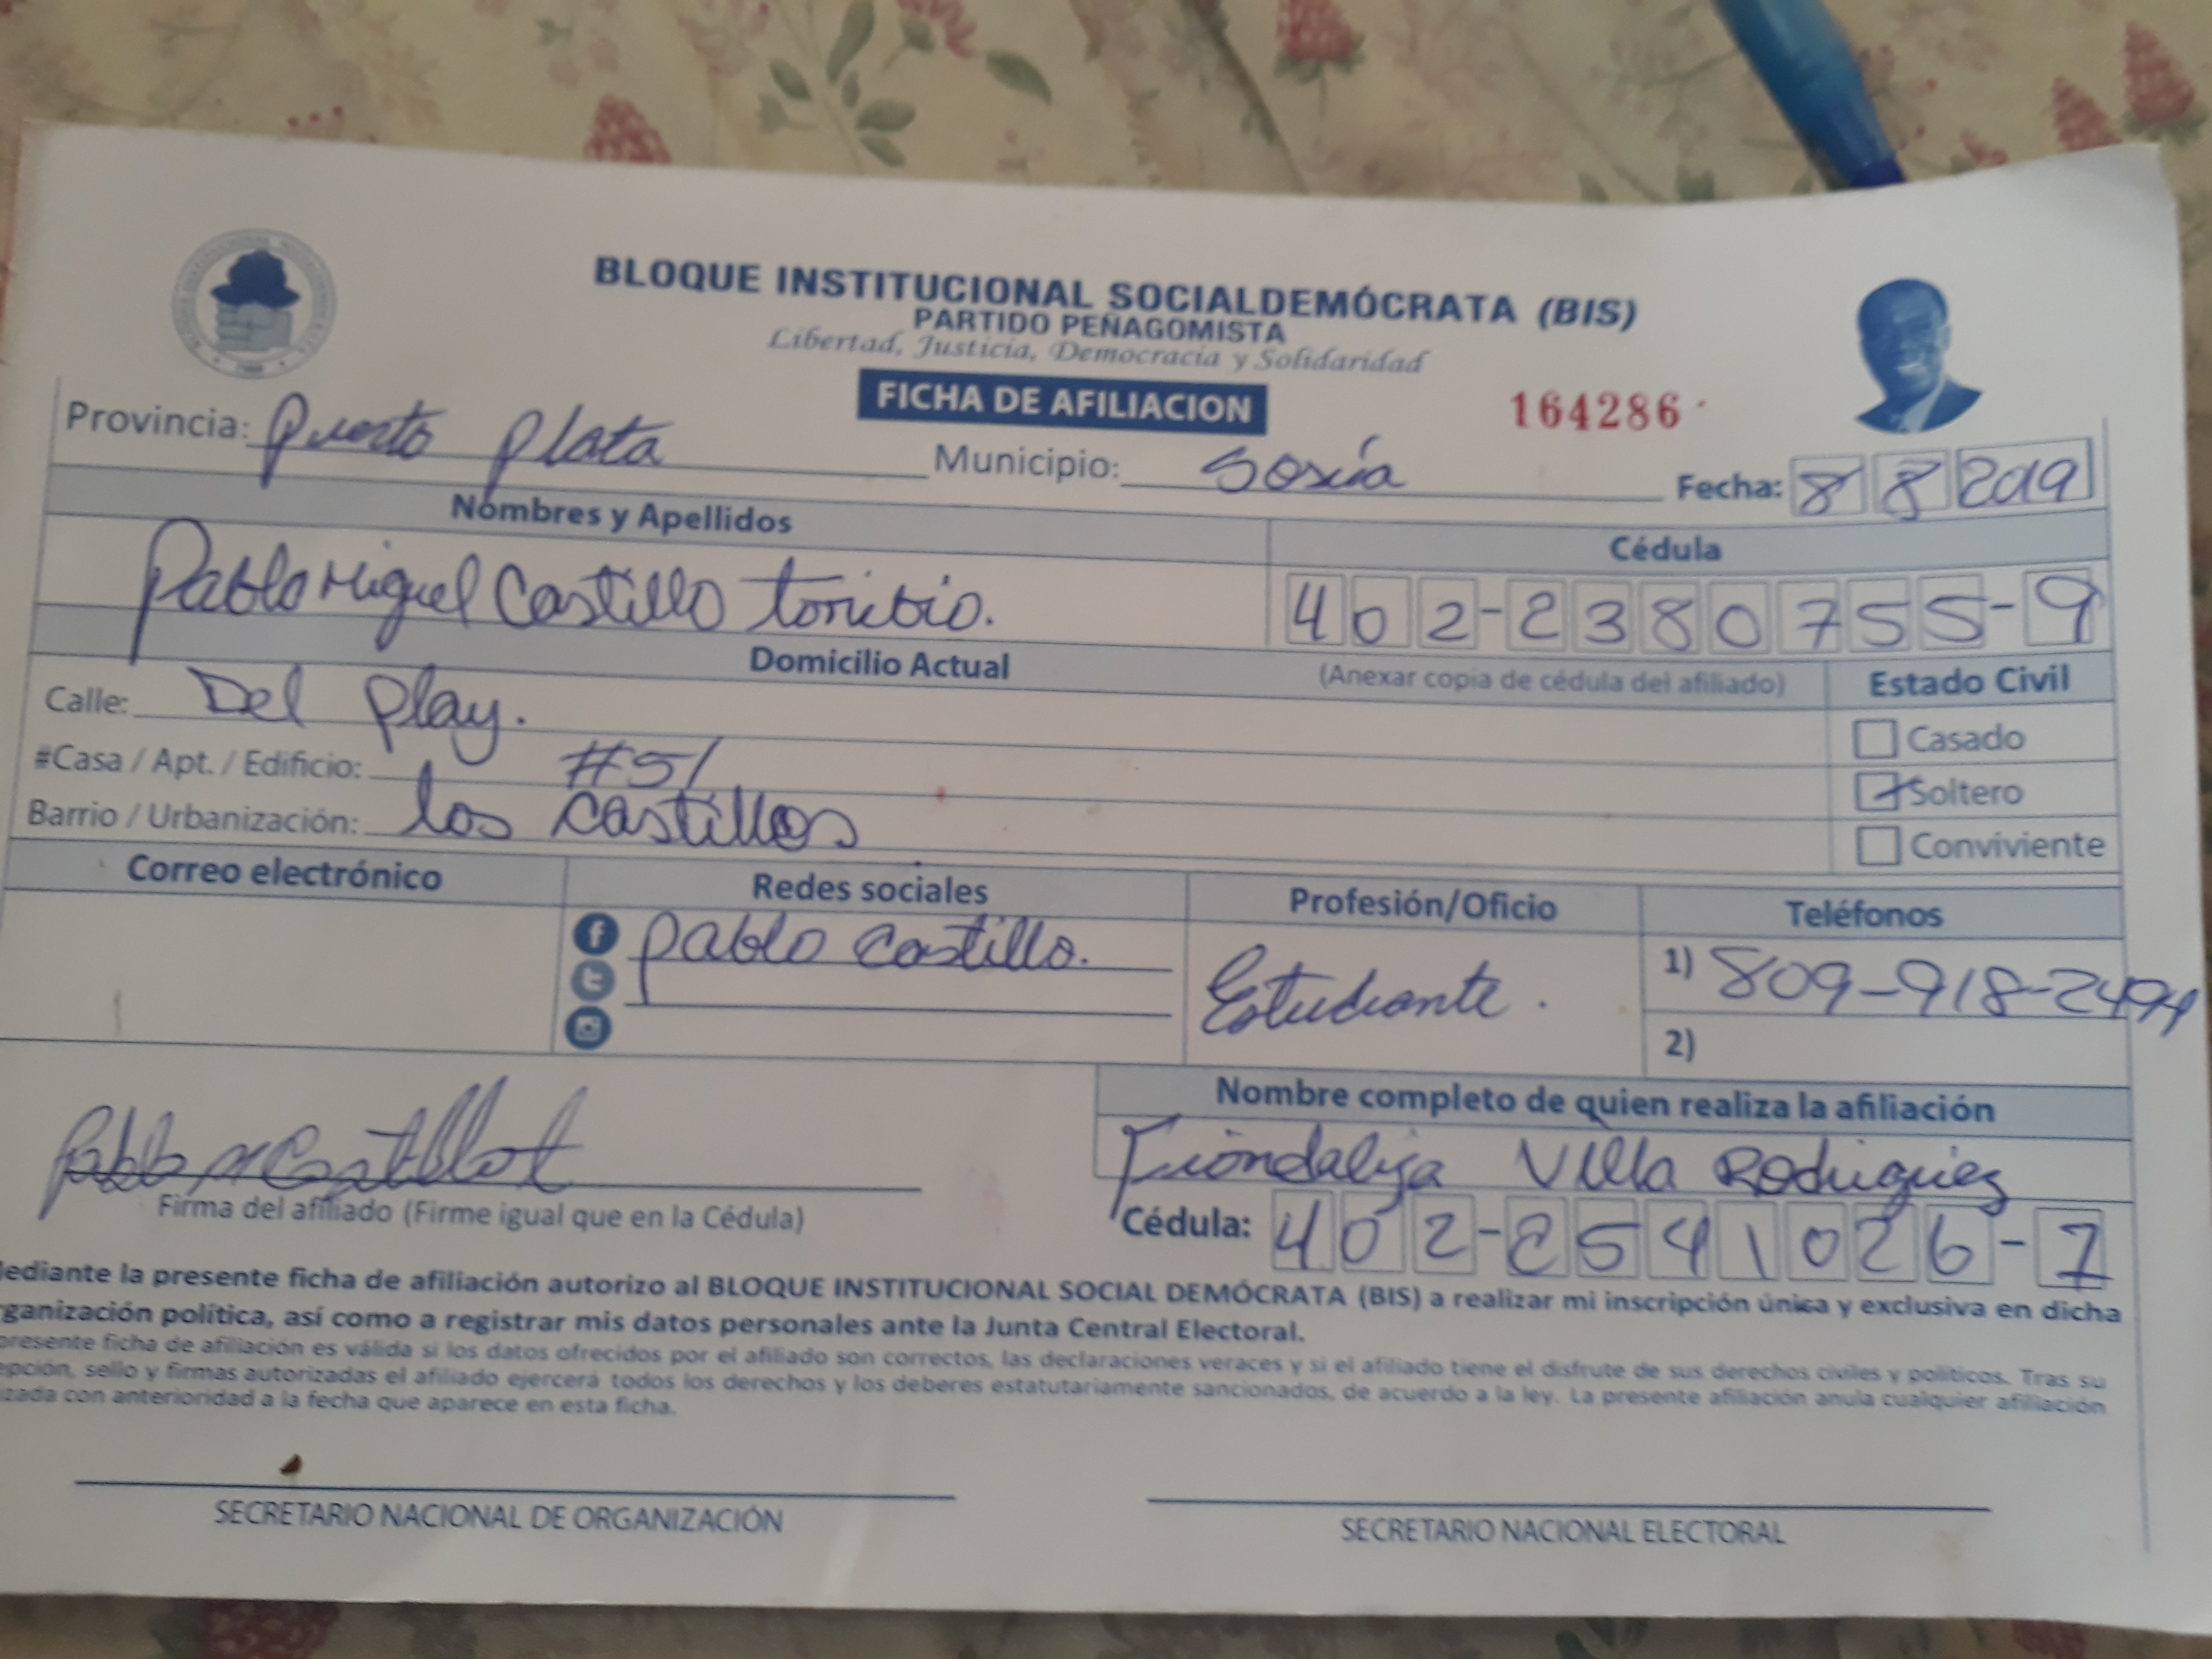 BLOQUE INSTITUCIONAL SOCIALDEMÓCRATA (BIS)
PARTIDO PEÑAGOMISTA
Libertad, Justicia, Democracia y Solidaridad
FICHA DE AFILIACION
164286
Provincia: Puerto Plata
Municipio: Sosúa
Fecha: 8 8 2019
Nombres y Apellidos
Cédula
Pablo Miguel Castillo toribio.
402-2380755-9
Domicilio Actual
(Anexar copia de cédula del afiliado)
Estado Civil
Calle: Del Play.
Casado
#Casa / Apt. / Edificio: #51
Soltero
Barrio / Urbanización: los castillos
Conviviente
Correo electrónico
Redes sociales
Profesión/Oficio
Teléfonos
pablo castillo.
Estudiante.
1) 809-918-2494
2)
Nombre completo de quien realiza la afiliación
Villa Rodriguez
Firma del afiliado (Firme igual que en la Cédula)
Cédula: 402-2541026-7
Mediante la presente ficha de afiliación autorizo al BLOQUE INSTITUCIONAL SOCIAL DEMÓCRATA (BIS) a realizar mi inscripción única y exclusiva en dicha
rganización política, así como a registrar mis datos personales ante la Junta Central Electoral.
presente ficha de afiliación es válida si los datos ofrecidos por el afiliado son correctos, las declaraciones veraces y si el afiliado tiene el disfrute de sus derechos civiles y políticos. Tras su
epción, sello y firmas autorizadas el afiliado ejercerá todos los derechos y los deberes estatutariamente sancionados, de acuerdo a la ley. La presente afiliación anula cualquier afiliación
izada con anterioridad a la fecha que aparece en esta ficha.
SECRETARIO NACIONAL DE ORGANIZACIÓN
SECRETARIO NACIONAL ELECTORAL